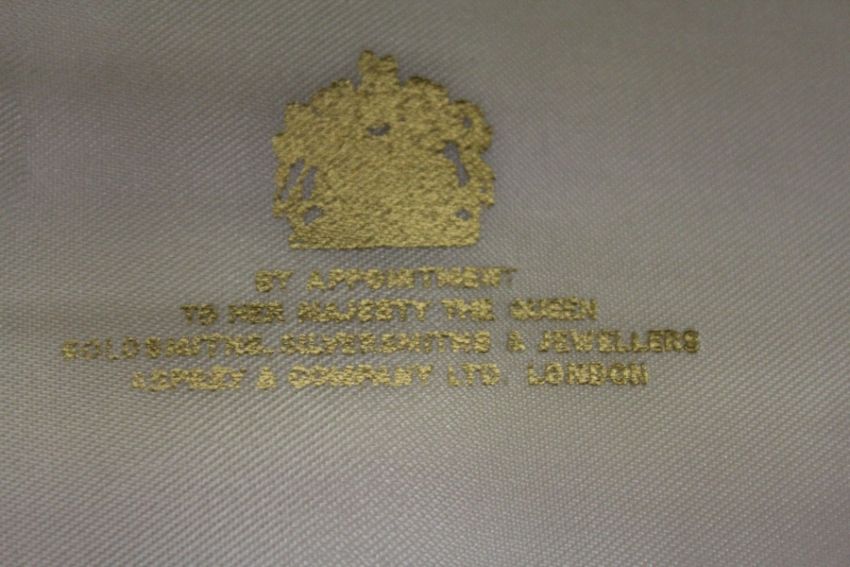 BY APPOINTMENT
TO HER MAJESTY THE QUEEN
GOLDSMITHS, SILVERSMITHS & JEWELLERS
ASPREY & COMPANY LTD. LONDON